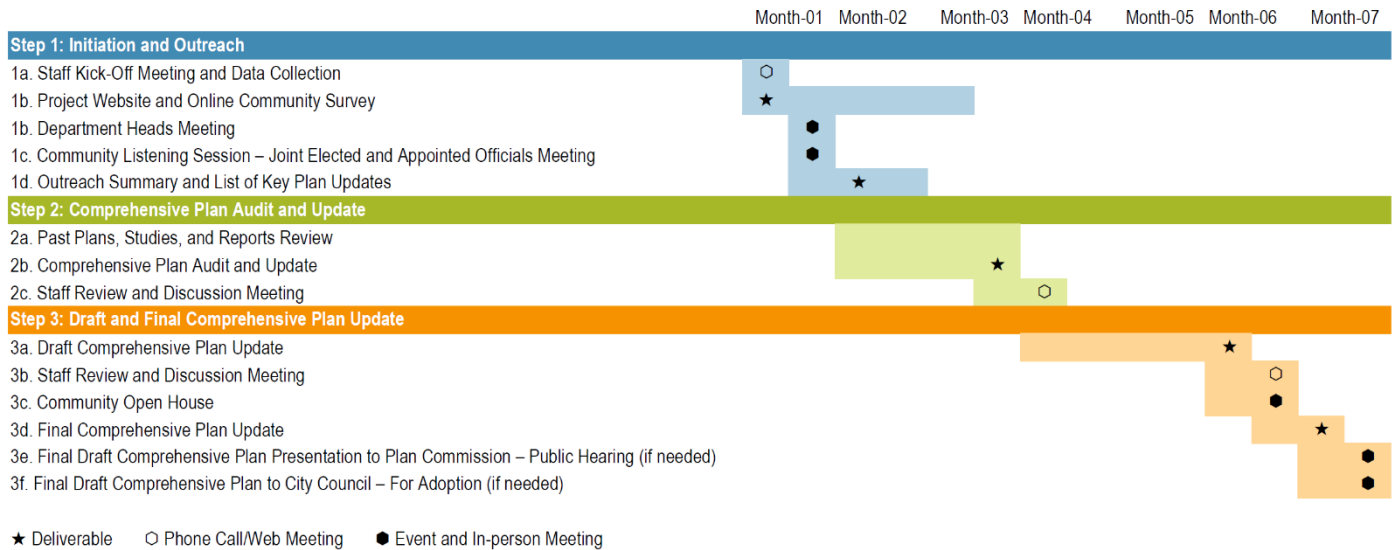 Month-01 Month-02 Month-03 Month-04 Month-05 Month-06 Month-07
Step 1: Initiation and Outreach
1a. Staff Kick-Off Meeting and Data Collection
1b. Project Website and Online Community Survey
1b. Department Heads Meeting
1c. Community Listening Session – Joint Elected and Appointed Officials Meeting
1d. Outreach Summary and List of Key Plan Updates
Step 2: Comprehensive Plan Audit and Update
2a. Past Plans, Studies, and Reports Review
2b. Comprehensive Plan Audit and Update
2c. Staff Review and Discussion Meeting
Step 3: Draft and Final Comprehensive Plan Update
3a. Draft Comprehensive Plan Update
3b. Staff Review and Discussion Meeting
3c. Community Open House
3d. Final Comprehensive Plan Update
3e. Final Draft Comprehensive Plan Presentation to Plan Commission – Public Hearing (if needed)
3f. Final Draft Comprehensive Plan to City Council – For Adoption (if needed)
★ Deliverable ⬡ Phone Call/Web Meeting ⬢ Event and In-person Meeting